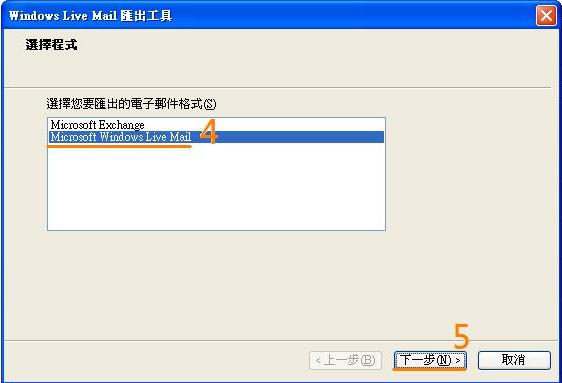 Windows Live Mail 匯出工具
選擇程式
選擇您要匯出的電子郵件格式(S)
Microsoft Exchange
Microsoft Windows Live Mail 4
5
<上一步(B) 下一步(N) > 取消